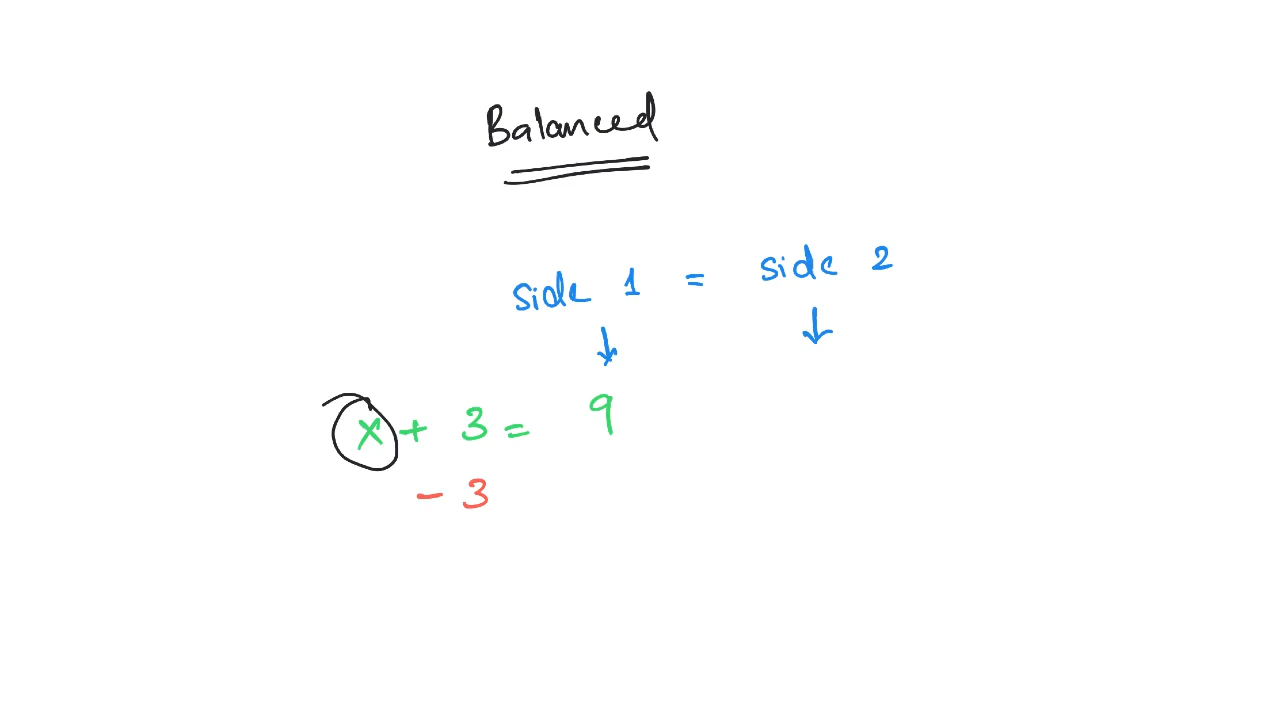 Balanced
side 1 = side 2
↓ ↓
x + 3 = 9
- 3